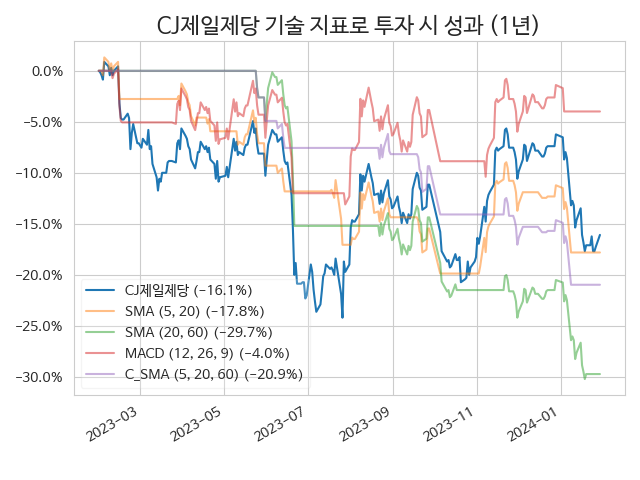 CJ제일제당 기술 지표로 투자 시 성과 (1년)
0.0%
−5.0%
−10.0%
−15.0%
−20.0%
−25.0%
−30.0%
CJ제일제당 (−16.1%)
SMA (5, 20) (−17.8%)
SMA (20, 60) (−29.7%)
MACD (12, 26, 9) (−4.0%)
C_SMA (5, 20, 60) (−20.9%)
2023−03
2023−05
2023−07
2023−09
2023−11
2024−01